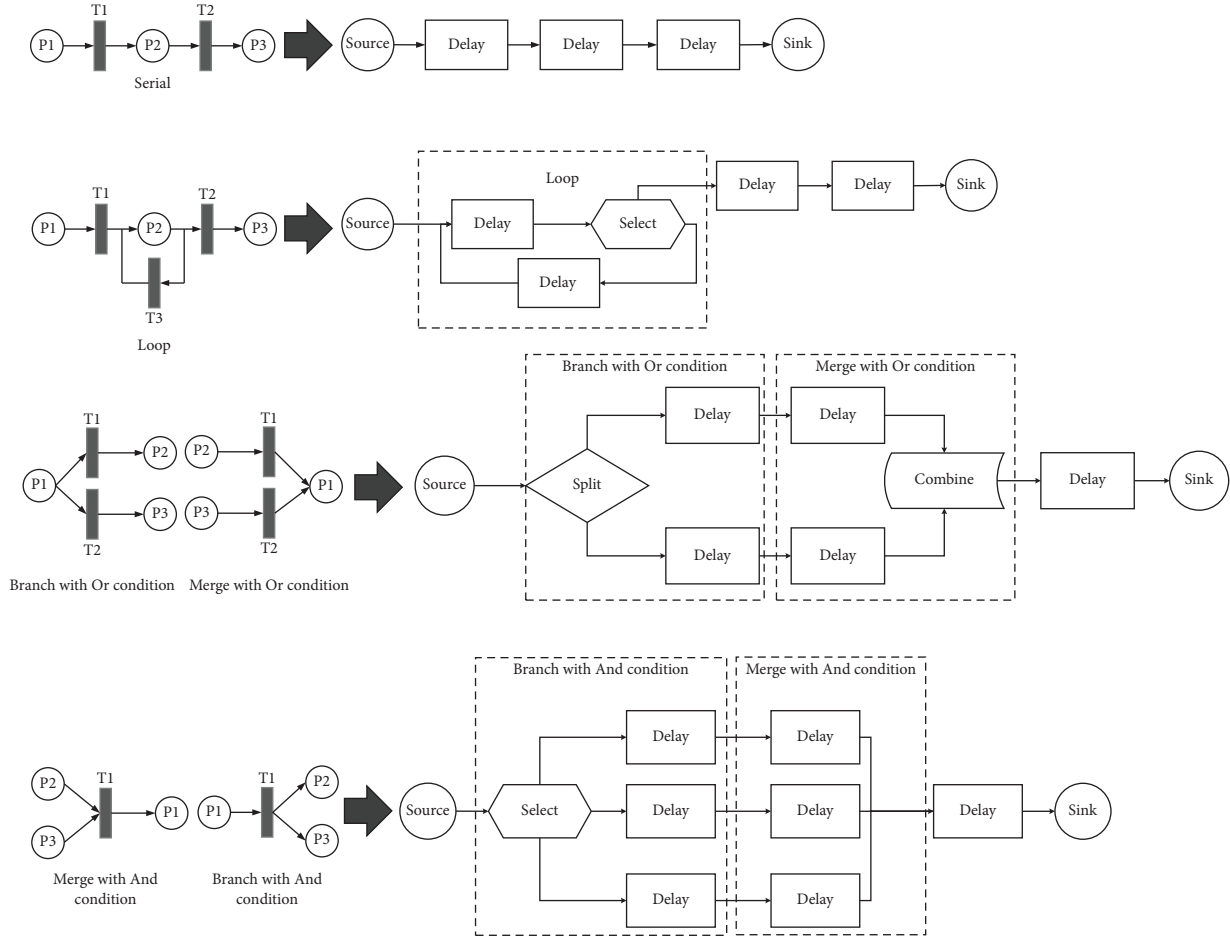 T1
T2
P1
P2
P3
Source
Delay
Delay
Delay
Sink
Serial
Loop
T1
T2
P1
P2
P3
T3
Loop
Source
Delay
Select
Delay
Delay
Delay
Sink
Branch with Or condition
Merge with Or condition
T1
T1
P1
P2
P2
P1
P3
P3
T2
T2
Branch with Or condition
Merge with Or condition
Source
Split
Delay
Delay
Delay
Delay
Combine
Delay
Sink
Branch with And condition
Merge with And condition
P2
T1
P1
P3
Merge with And
condition
T1
P1
P2
P3
Branch with And
condition
Source
Select
Delay
Delay
Delay
Delay
Delay
Delay
Delay
Sink